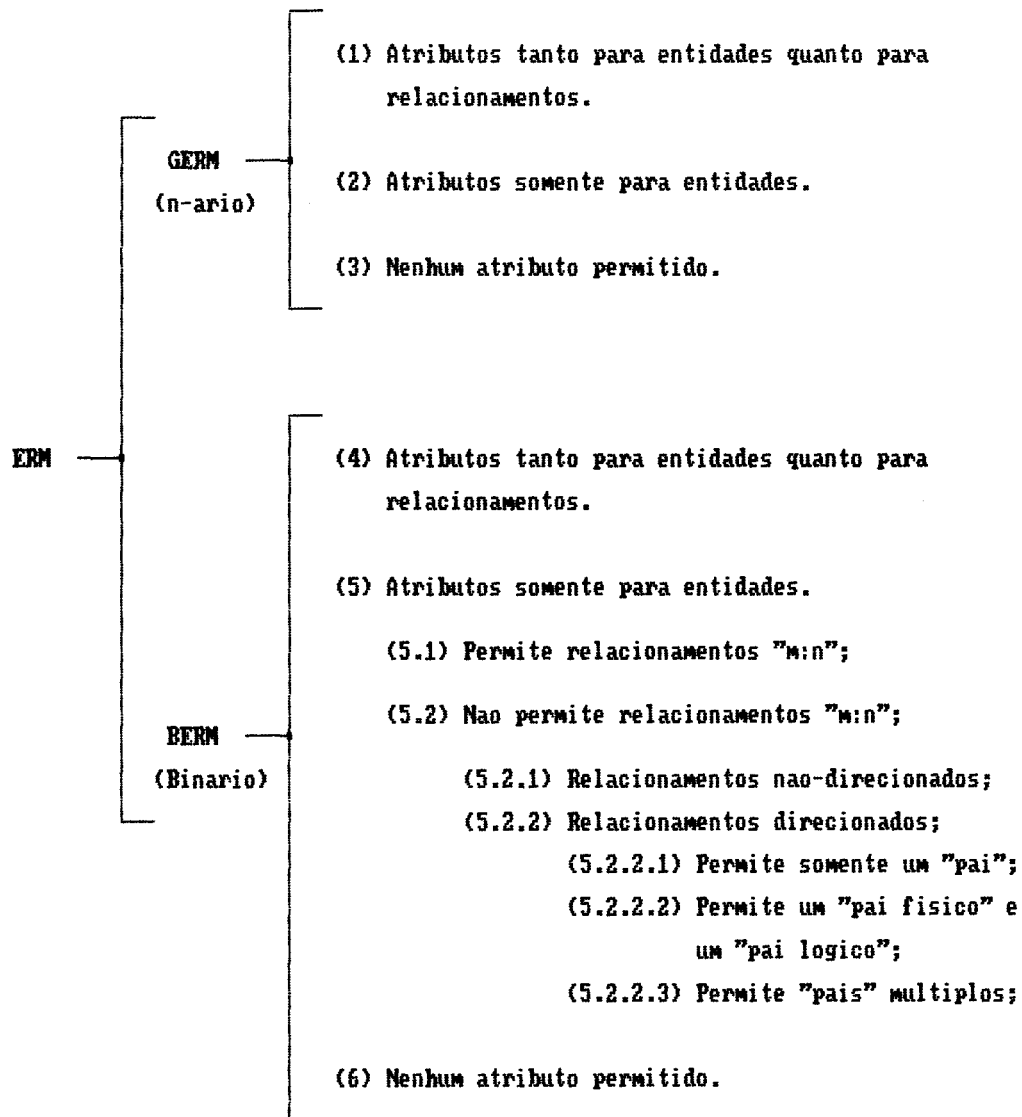 (1) Atributos tanto para entidades quanto para
relacionamentos.
GERM
(n-ario)
(2) Atributos somente para entidades.
(3) Nenhum atributo permitido.
ERM
(4) Atributos tanto para entidades quanto para
relacionamentos.
(5) Atributos somente para entidades.
(5.1) Permite relacionamentos "m:n";
(5.2) Nao permite relacionamentos "m:n";
BERM
(Binario)
(5.2.1) Relacionamentos nao-direcionados;
(5.2.2) Relacionamentos direcionados;
(5.2.2.1) Permite somente um "pai";
(5.2.2.2) Permite um "pai fisico" e
um "pai logico";
(5.2.2.3) Permite "pais" multiplos;
(6) Nenhum atributo permitido.